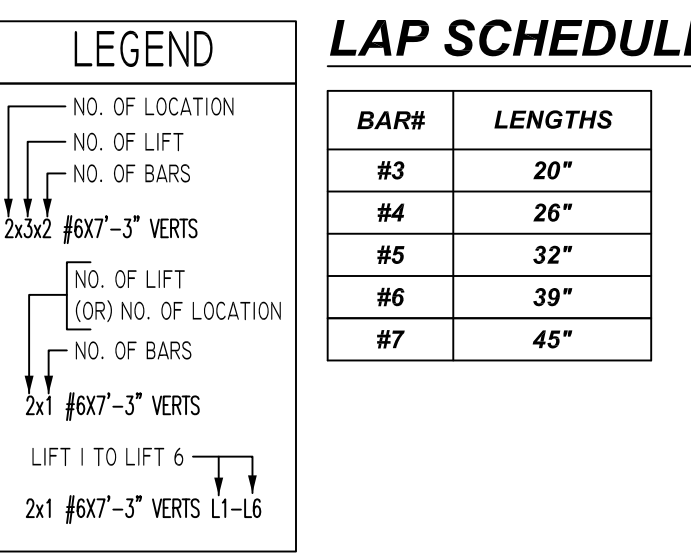 LEGEND
NO. OF LOCATION
NO. OF LIFT
NO. OF BARS
2x3x2 #6X7'-3" VERTS
NO. OF LIFT
(OR) NO. OF LOCATION
NO. OF BARS
2x1 #6X7'-3" VERTS
LIFT 1 TO LIFT 6
2x1 #6X7'-3" VERTS L1-L6
LAP SCHEDUL
BAR# LENGTHS
#3 20"
#4 26"
#5 32"
#6 39"
#7 45"